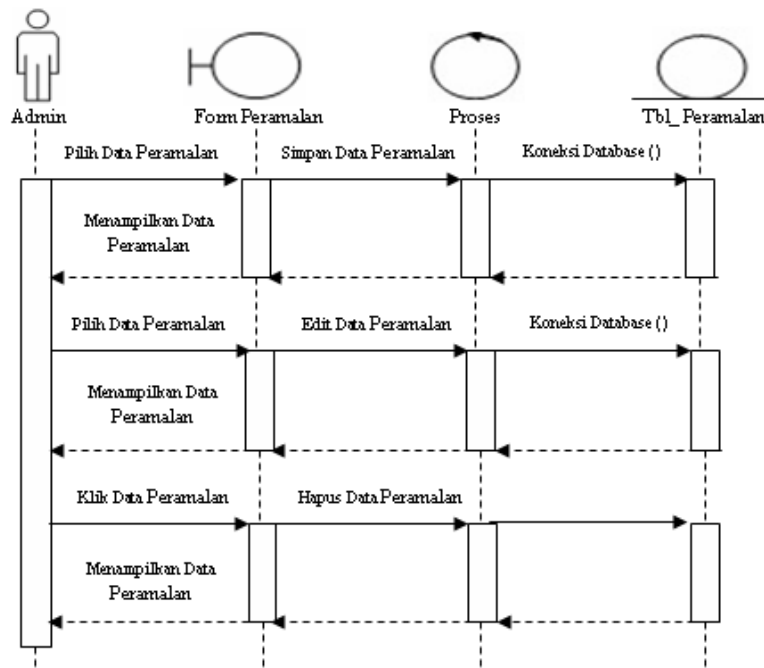 Admin
Form Peramalan
Proses
Tbl_Peramalan
Pilih Data Peramalan
Simpan Data Peramalan
Koneksi Database ()
Menampilkan Data
Peramalan
Pilih Data Peramalan
Edit Data Peramalan
Koneksi Database ()
Menampilkan Data
Peramalan
Klik Data Peramalan
Hapus Data Peramalan
Menampilkan Data
Peramalan